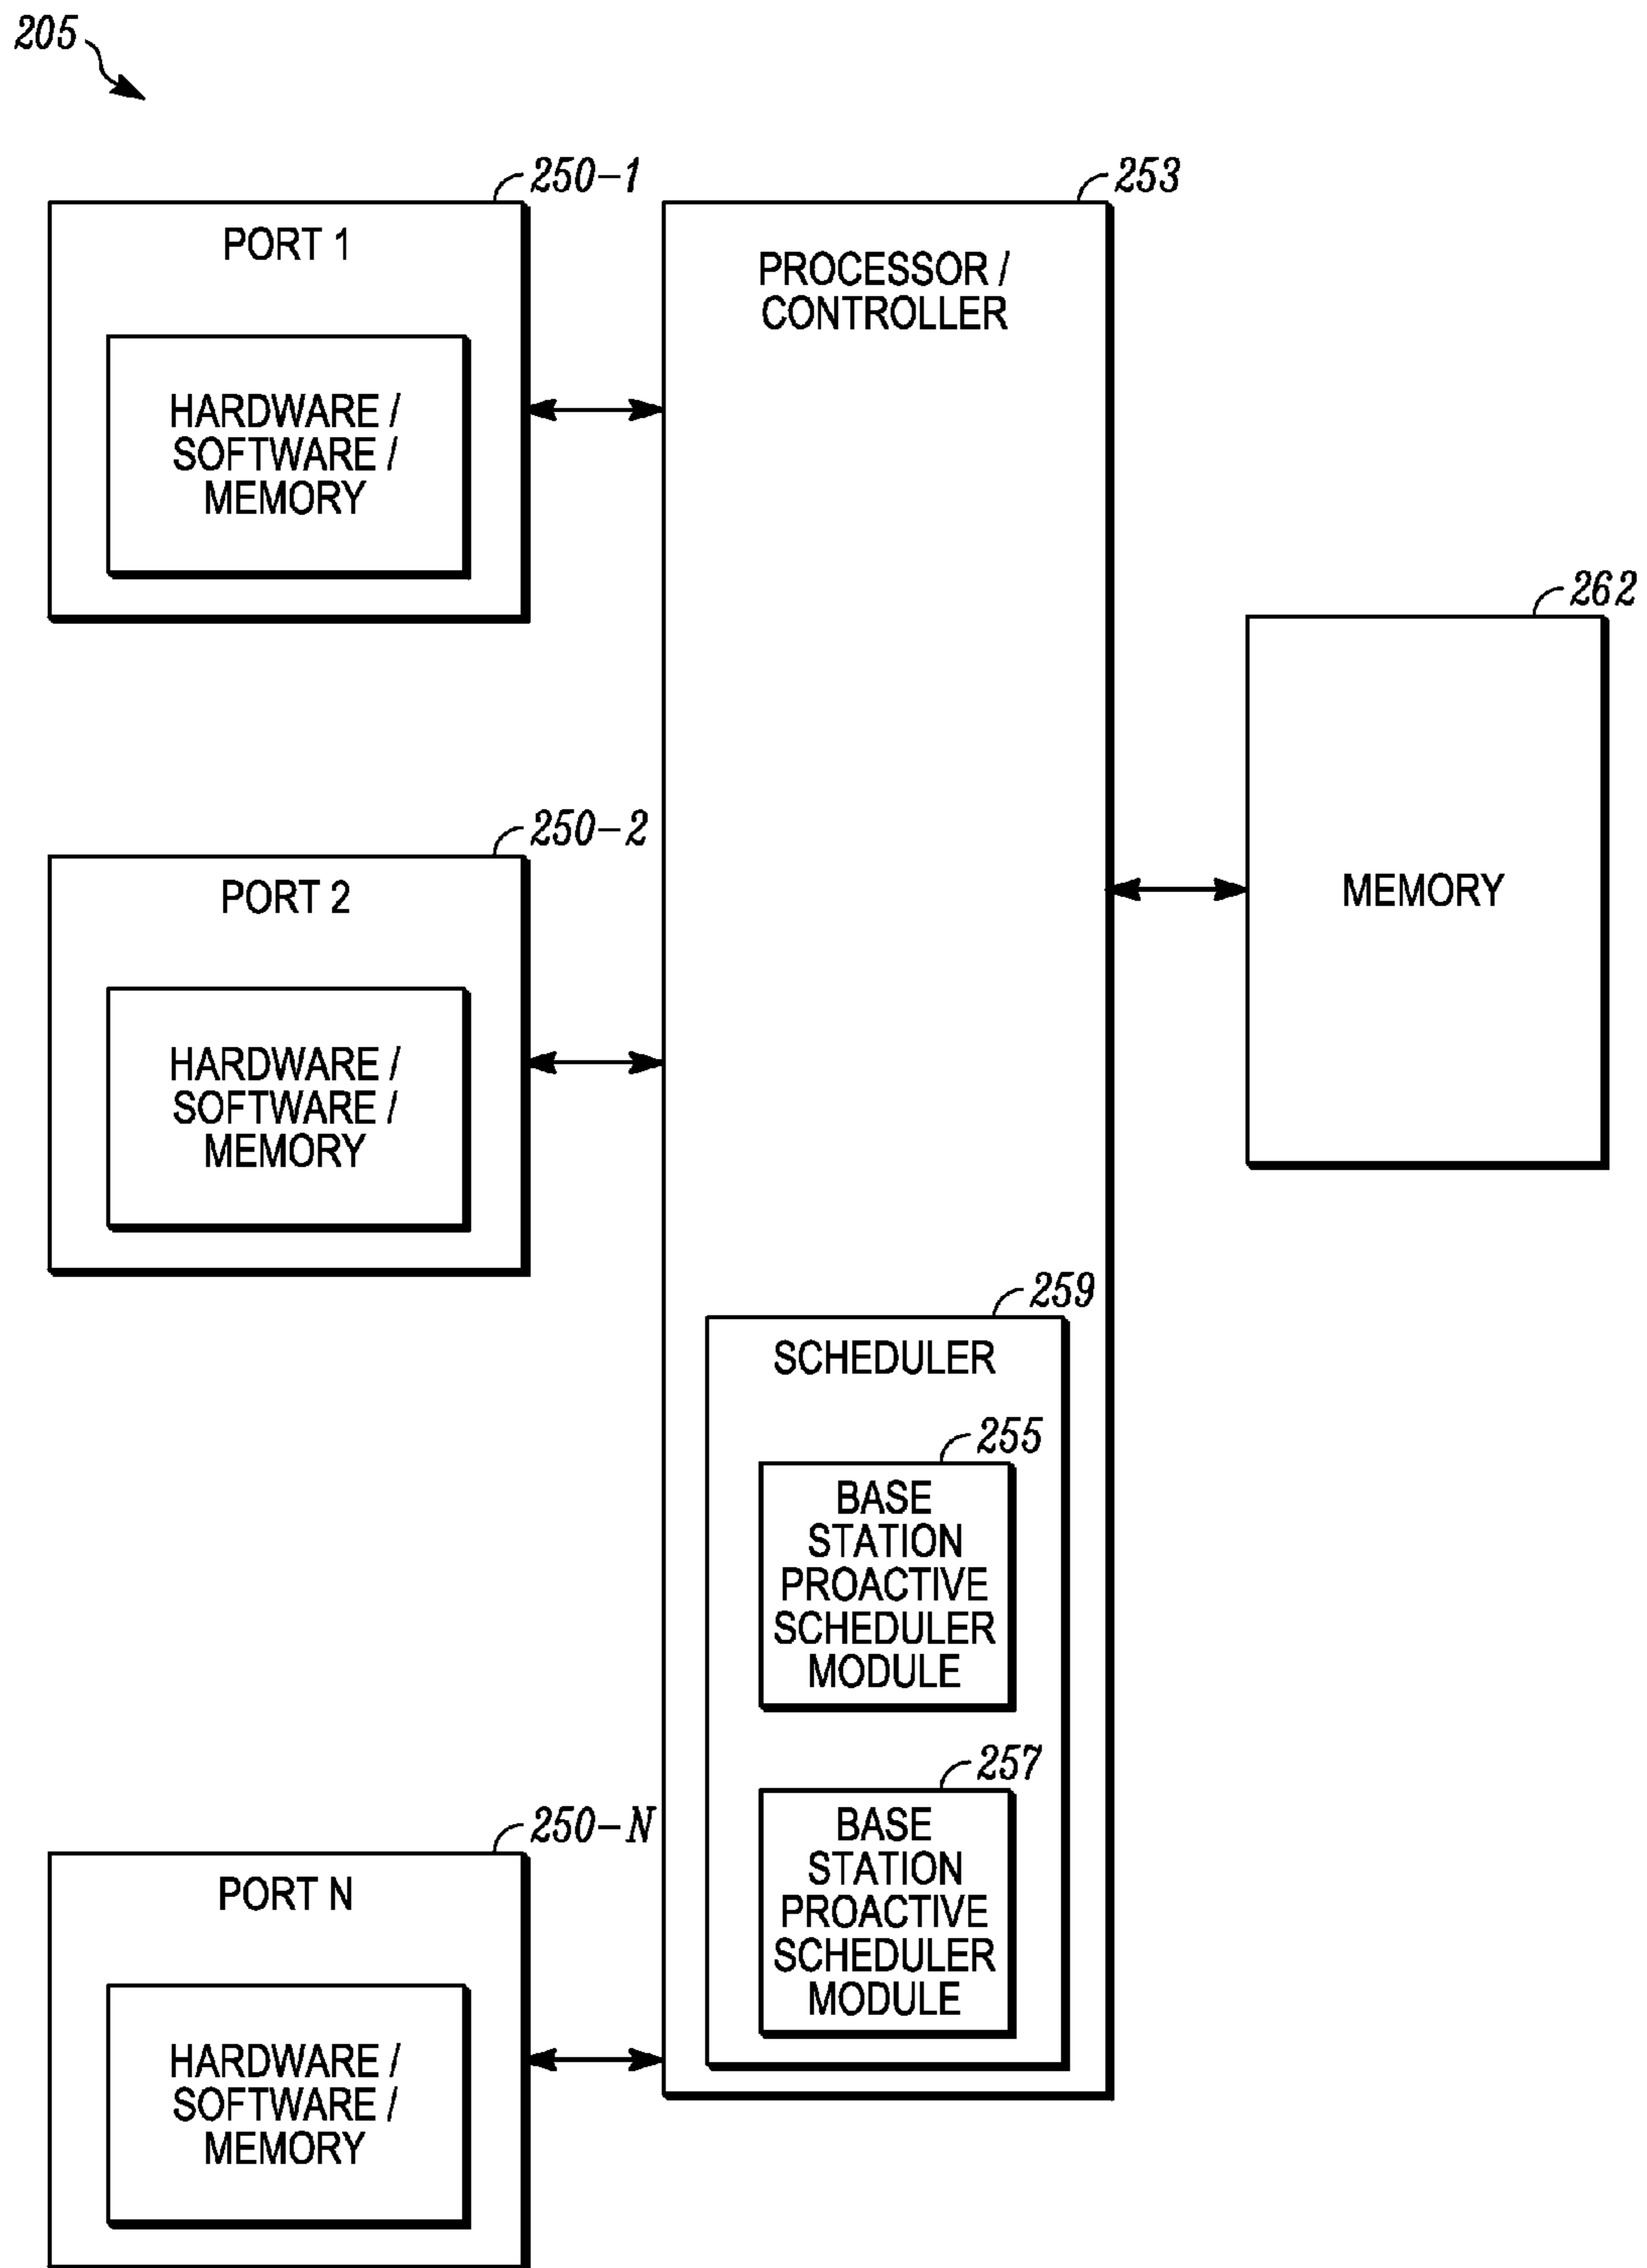 205
250-1
PORT 1
HARDWARE /
SOFTWARE /
MEMORY
250-2
PORT 2
HARDWARE /
SOFTWARE /
MEMORY
250-N
PORT N
HARDWARE /
SOFTWARE /
MEMORY
253
PROCESSOR /
CONTROLLER
259
SCHEDULER
255
BASE
STATION
PROACTIVE
SCHEDULER
MODULE
257
BASE
STATION
PROACTIVE
SCHEDULER
MODULE
262
MEMORY